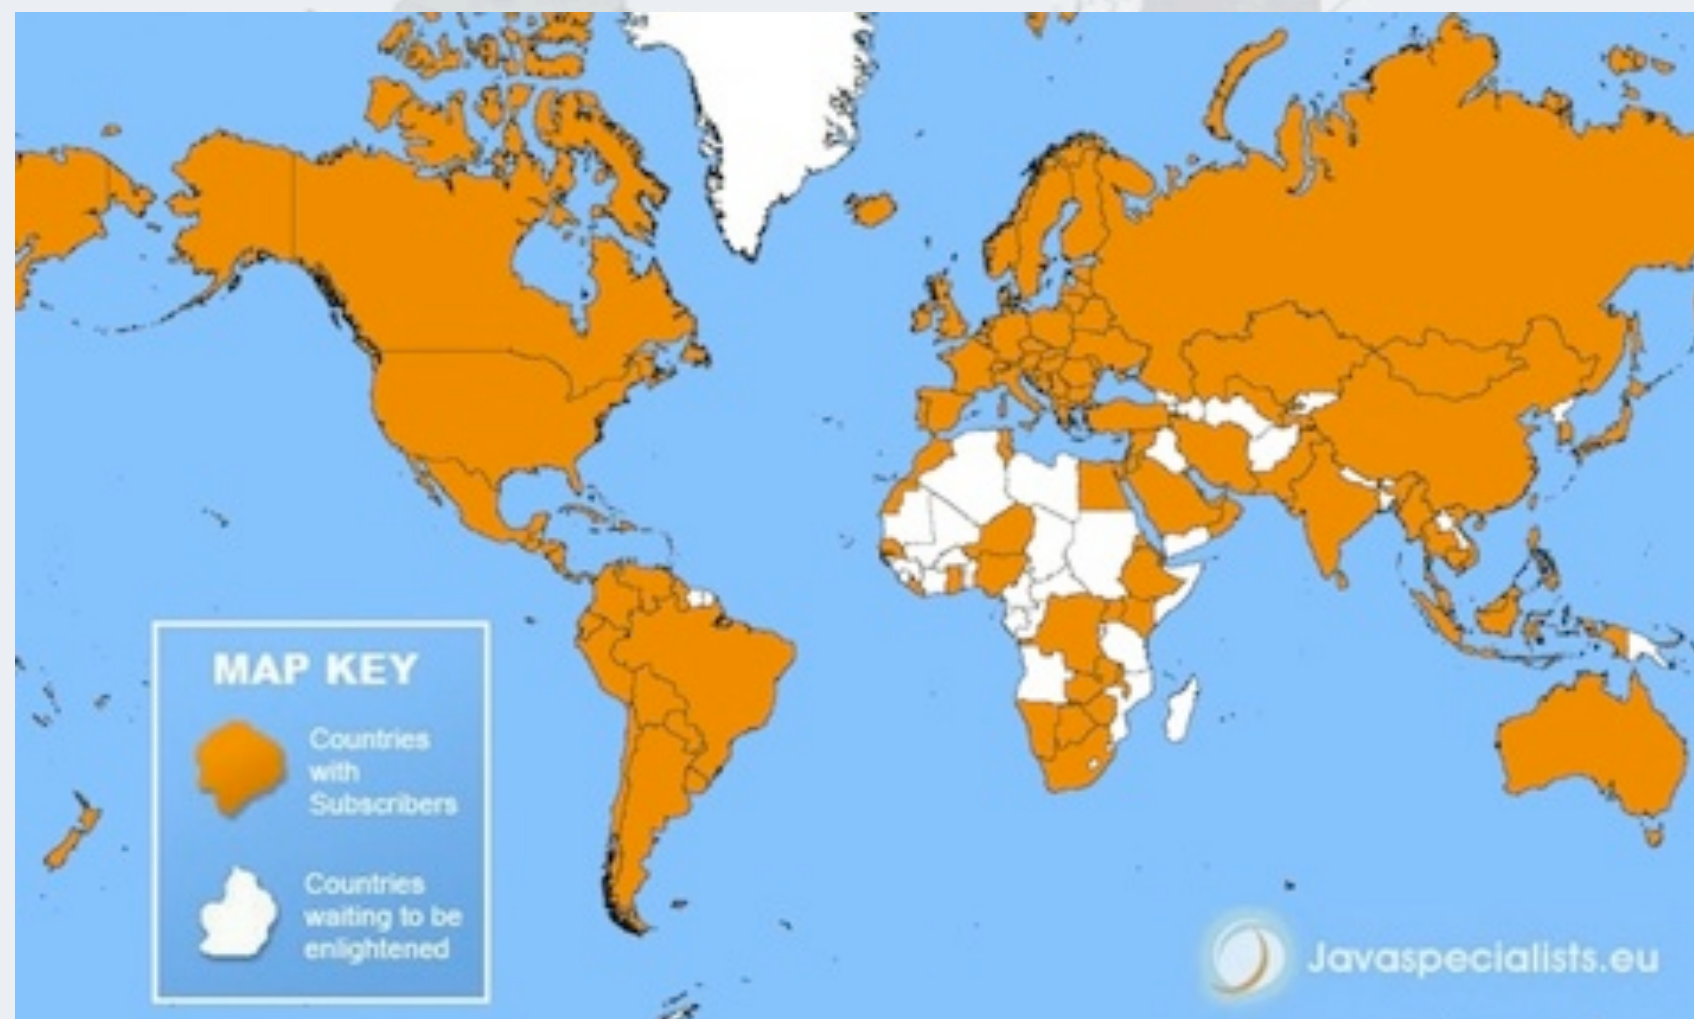 MAP KEY
Countries
with
Subscribers
Countries
waiting to be
enlightened
Javaspecialists.eu